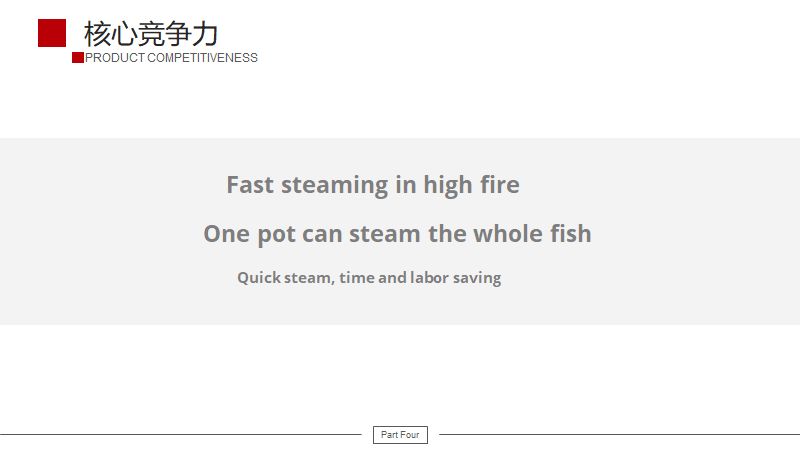 核心竞争力
PRODUCT COMPETITIVENESS
Fast steaming in high fire
One pot can steam the whole fish
Quick steam, time and labor saving
Part Four